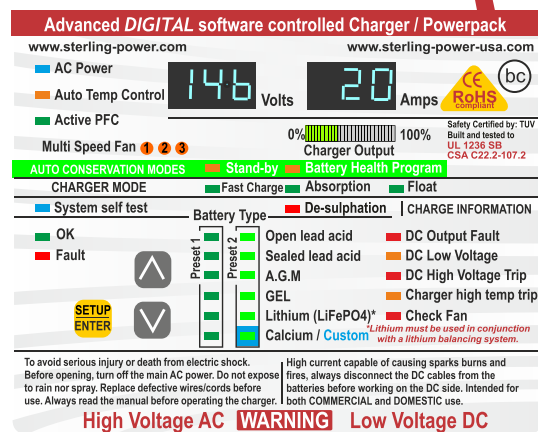 Advanced DIGITAL software controlled Charger / Powerpack
www.sterling-power.com www.sterling-power-usa.com
AC Power
Auto Temp Control
Active PFC
Multi Speed Fan 1 2 3
146 Volts
20 Amps
CE
RoHS
compliant
bc
0% 100%
Charger Output
Safety Certified by: TUV
Built and tested to
UL 1236 SB
CSA C22.2-107.2
AUTO CONSERVATION MODES Stand-by Battery Health Program
CHARGER MODE Fast Charge Absorption Float
System self test De-sulphation CHARGE INFORMATION
Battery Type
OK
Fault
SETUP
ENTER
Preset 1
Preset 2
Open lead acid
Sealed lead acid
A.G.M
GEL
Lithium (LiFePO4)*
Calcium / Custom
DC Output Fault
DC Low Voltage
DC High Voltage Trip
Charger high temp trip
Check Fan
*Lithium must be used in conjunction
with a lithium balancing system.
To avoid serious injury or death from electric shock.
Before opening, turn off the main AC power. Do not expose
to rain nor spray. Replace defective wires/cords before
use. Always read the manual before operating the charger.
High current capable of causing sparks burns and
fires, always disconnect the DC cables from the
batteries before working on the DC side. Intended for
both COMMERCIAL and DOMESTIC use.
High Voltage AC WARNING Low Voltage DC